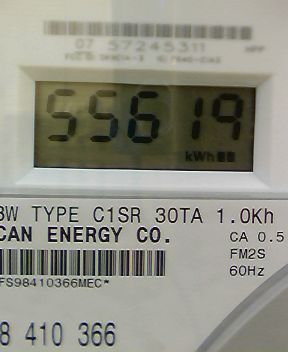 07 57245311
55619
kWh
3W TYPE C1SR 30TA 1.0Kh
CAN ENERGY CO.
CA 0.5
FM2S
60Hz
FS98410366MEC*
8 410 366